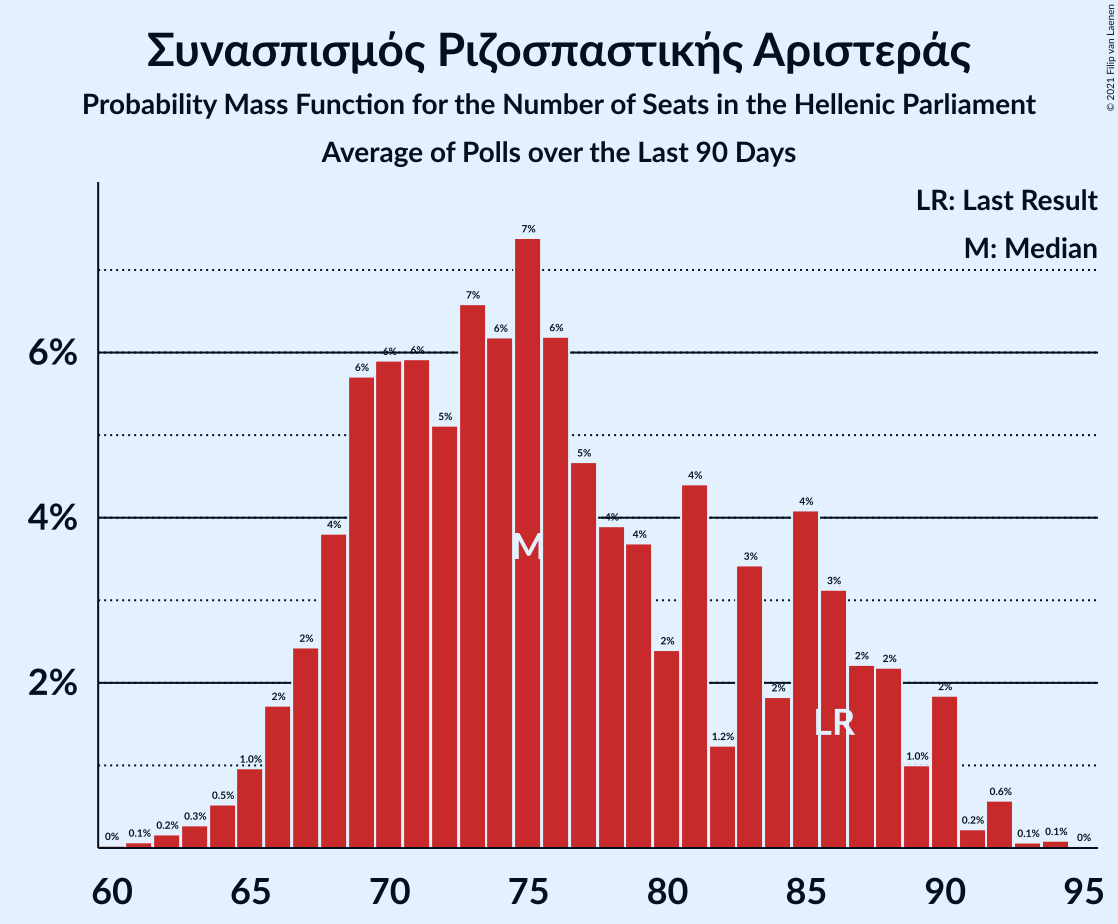 Συνασπισμός Ριζοσπαστικής Αριστεράς
Probability Mass Function for the Number of Seats in the Hellenic Parliament
Average of Polls over the Last 90 Days
© 2021 Filip van Laenen
LR: Last Result
M: Median
6%
4%
2%
0% 0.1% 0.2% 0.3% 0.5% 1.0% 2% 2% 4% 6% 6% 6% 5% 7% 6% 7% 6% 5% 4% 4% 2% 4% 1.2% 3% 2% 4% 3% 2% 2% 1.0% 2% 0.2% 0.6% 0.1% 0.1% 0%
M
LR
60 65 70 75 80 85 90 95